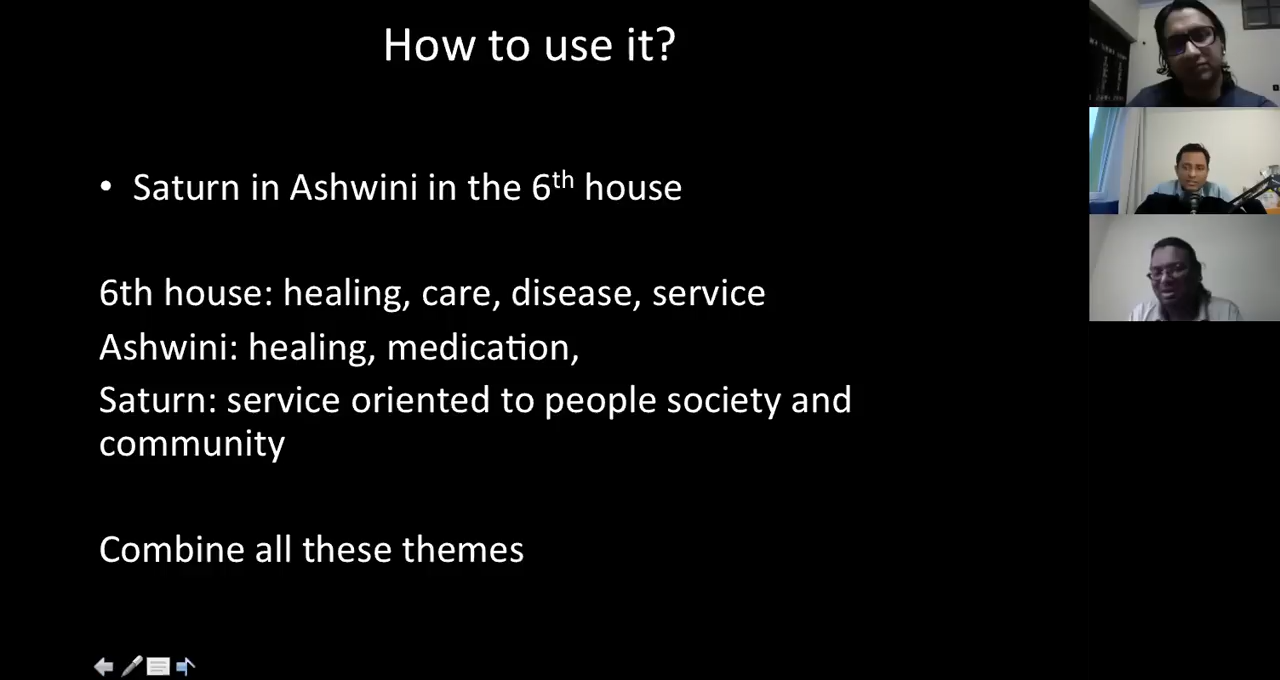 How to use it?
• Saturn in Ashwini in the 6th house
6th house: healing, care, disease, service
Ashwini: healing, medication,
Saturn: service oriented to people society and
community
Combine all these themes